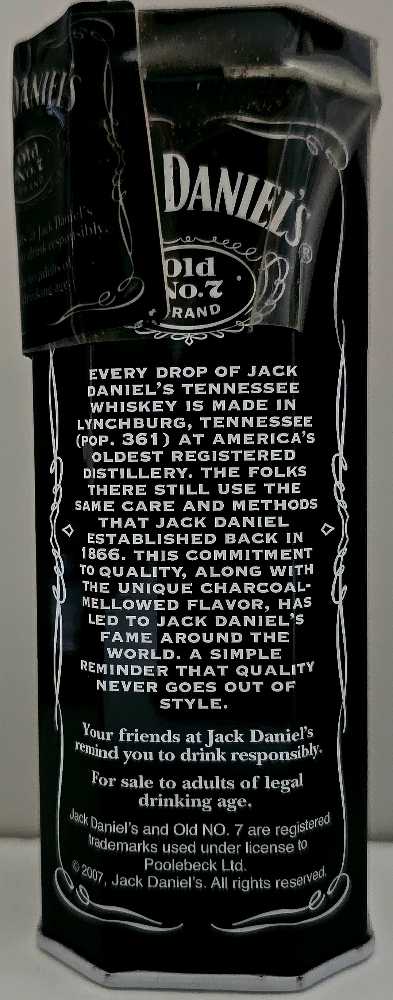 DANIEL'S
Old
No.7
BRAND
DANIEL'S®
Old
No.7
BRAND
EVERY DROP OF JACK
DANIEL'S TENNESSEE
WHISKEY IS MADE IN
LYNCHBURG, TENNESSEE
(POP. 361) AT AMERICA'S
OLDEST REGISTERED
DISTILLERY. THE FOLKS
THERE STILL USE THE
SAME CARE AND METHODS
THAT JACK DANIEL
ESTABLISHED BACK IN
1866. THIS COMMITMENT
TO QUALITY, ALONG WITH
THE UNIQUE CHARCOAL-
MELLOWED FLAVOR, HAS
LED TO JACK DANIEL'S
FAME AROUND THE
WORLD. A SIMPLE
REMINDER THAT QUALITY
NEVER GOES OUT OF
STYLE.
Your friends at Jack Daniel's
remind you to drink responsibly.
For sale to adults of legal
drinking age.
Jack Daniel's and Old NO. 7 are registered
trademarks used under license to
Poolebeck Ltd.
© 2007, Jack Daniel's. All rights reserved.